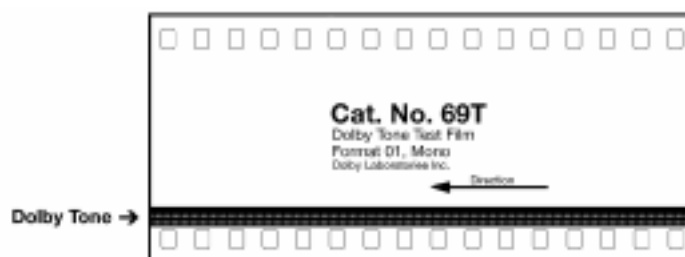 Cat. No. 69T
Dolby Tone Test Film
Format 01, Mono
Dolby Laboratories Inc.
Direction
Dolby Tone →